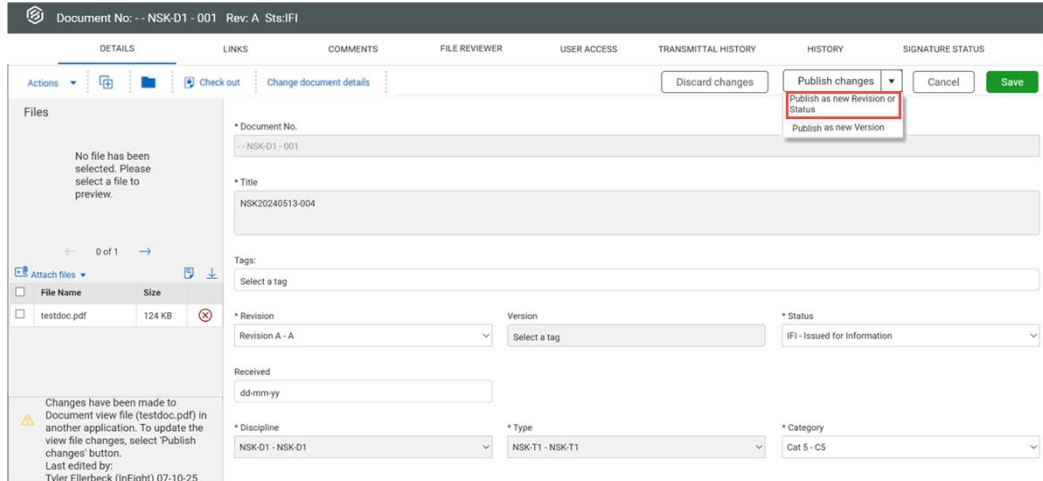 Document No: - - NSK-D1 - 001 Rev: A Sts:IFI
DETAILS LINKS COMMENTS FILE REVIEWER USER ACCESS TRANSMITTAL HISTORY HISTORY SIGNATURE STATUS
Actions Check out Change document details Discard changes Publish changes Cancel Save
Publish as new Revision or
Status
Publish as new Version
Files
No file has been
selected. Please
select a file to
preview.
0 of 1
Attach files
File Name Size
testdoc.pdf 124 KB
Changes have been made to
Document view file (testdoc.pdf) in
another application. To update the
view file changes, select 'Publish
changes' button.
Last edited by:
Tyler Ellerbeck (InEight) 07-10-25
* Document No.
- - NSK-D1 - 001
* Title
NSK20240513-004
Tags:
Select a tag
* Revision Version * Status
Revision A - A Select a tag IFI - Issued for Information
Received
dd-mm-yy
* Discipline * Type * Category
NSK-D1 - NSK-D1 NSK-T1 - NSK-T1 Cat 5 - C5